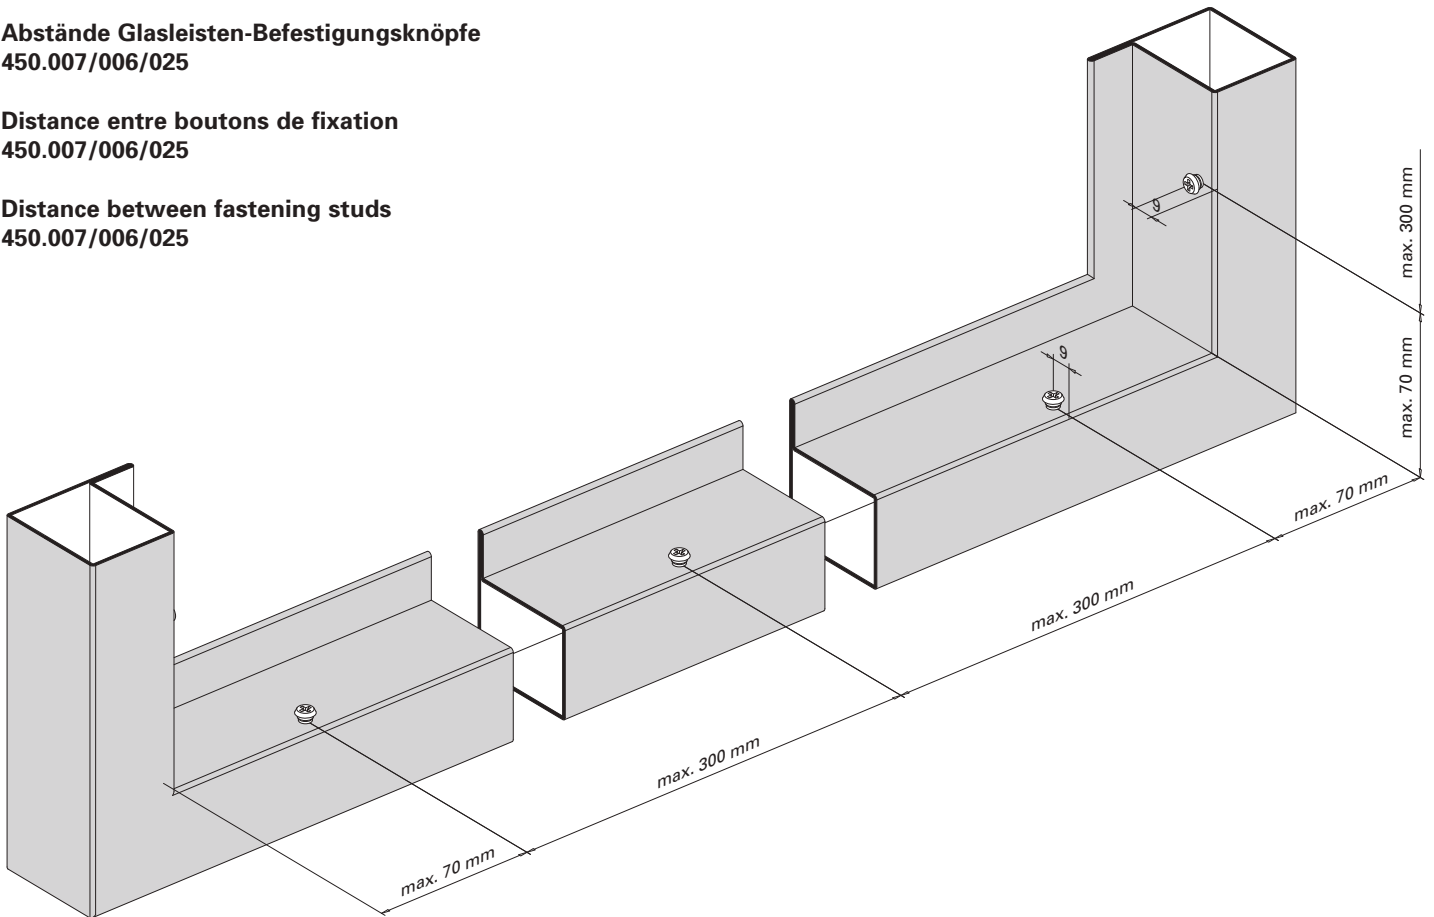 Abstände Glasleisten-Befestigungsknöpfe
450.007/006/025
Distance entre boutons de fixation
450.007/006/025
Distance between fastening studs
450.007/006/025
9
max. 300 mm
9
max. 70 mm
max. 70 mm
max. 300 mm
max. 300 mm
max. 70 mm